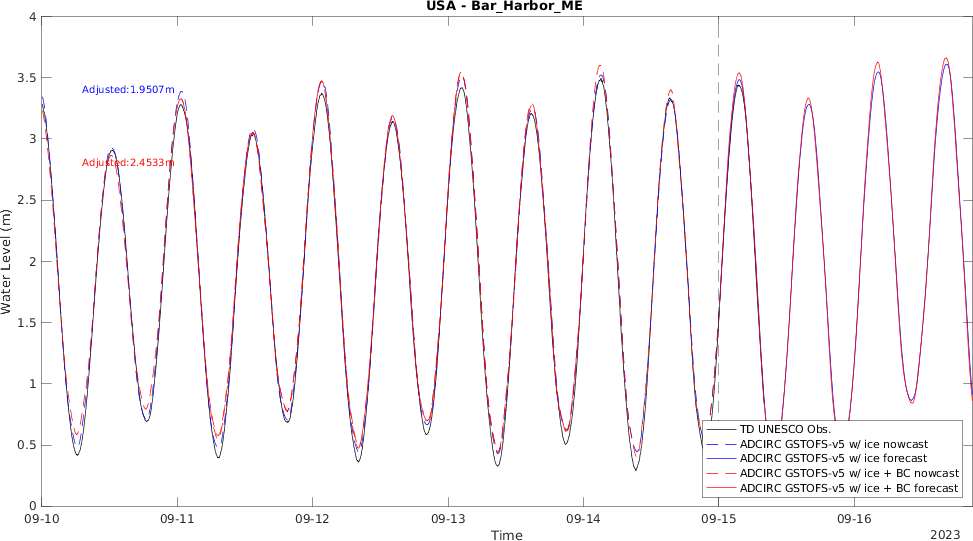 USA - Bar_Harbor_ME
4
3.5
3
2.5
2
1.5
1
0.5
0
Water Level (m)
Adjusted:1.9507m
Adjusted:2.4533m
TD UNESCO Obs.
ADCIRC GSTOFS-v5 w/ ice nowcast
ADCIRC GSTOFS-v5 w/ ice forecast
ADCIRC GSTOFS-v5 w/ ice + BC nowcast
ADCIRC GSTOFS-v5 w/ ice + BC forecast
09-10 09-11 09-12 09-13 09-14 09-15 09-16
Time
2023